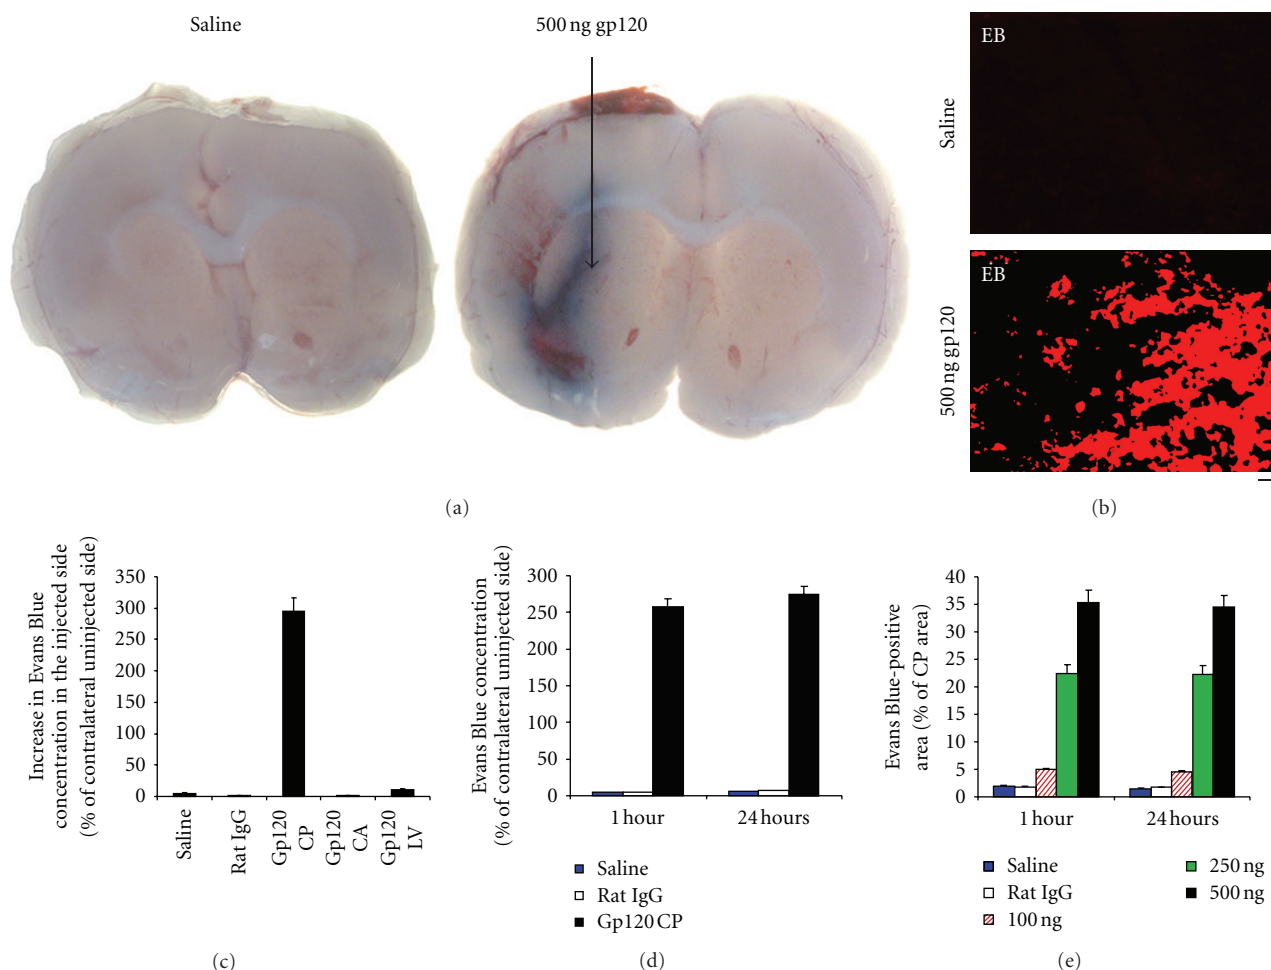 Saline
500 ng gp120
EB
Saline
EB
500 ng gp120
(a)
(b)
Increase in Evans Blue
concentration in the injected side
(% of contralateral uninjected side)
350
300
250
200
150
100
50
0
Saline
Rat IgG
Gp120
CP
Gp120
CA
Gp120
LV
(c)
Evans Blue concentration
(% of contralateral uninjected side)
300
250
200
150
100
50
0
1 hour
24 hours
Saline
Rat IgG
Gp120 CP
(d)
Evans Blue-positive
area (% of CP area)
40
35
30
25
20
15
10
5
0
1 hour
24 hours
Saline
Rat IgG
100 ng
250 ng
500 ng
(e)